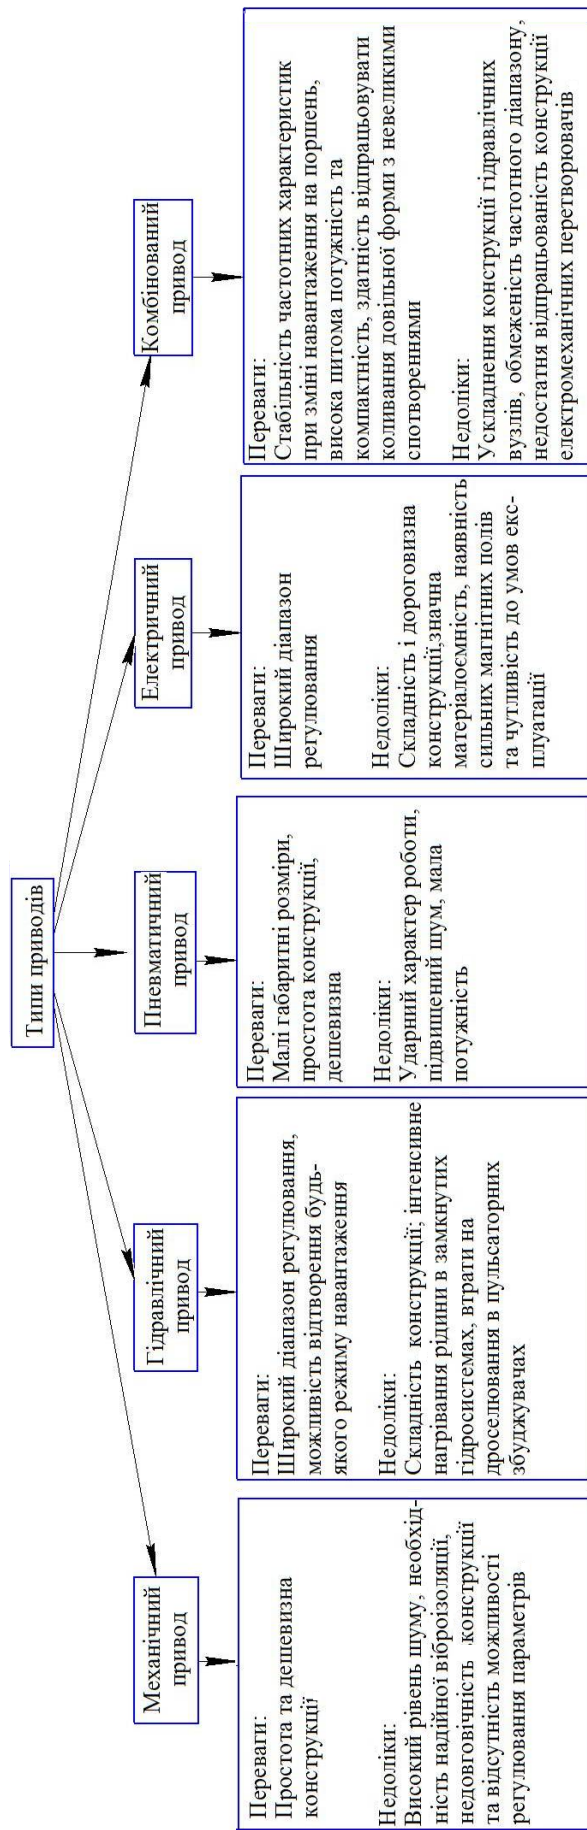 Типи приводів
Механічний
привод
Гідравлічний
привод
Пневматичний
привод
Електричний
привод
Комбінований
привод
Переваги:
Простота та дешевизна
конструкції
Недоліки:
Високий рівень шуму, необхід-
ність надійної віброізоляції,
недовговічність конструкції
та відсутність можливості
регулювання параметрів
Переваги:
Широкий діапазон регулювання,
можливість відтворення будь-
якого режиму навантаження
Недоліки:
Складність конструкції; інтенсивне
нагрівання рідини в замкнутих
гідросистемах, втрати на
дроселювання в пульсаторних
збуджувачах
Переваги:
Малі габаритні розміри,
простота конструкції,
дешевизна
Недоліки:
Ударний характер роботи,
підвищений шум, мала
потужність
Переваги:
Широкий діапазон
регулювання
Недоліки:
Складність і дороговизна
конструкції,значна
матеріалоємність, наявність
сильних магнітних полів
та чутливість до умов екс-
плуатації
Переваги:
Стабільність частотних характеристик
при зміні навантаження на поршень,
висока питома потужність та
компактність, здатність відпрацьовувати
коливання довільної форми з невеликими
спотвореннями
Недоліки:
Ускладнення конструкції гідравлічних
вузлів, обмеженість частотного діапазону,
недостатня відпрацьованість конструкції
електромеханічних перетворювачів